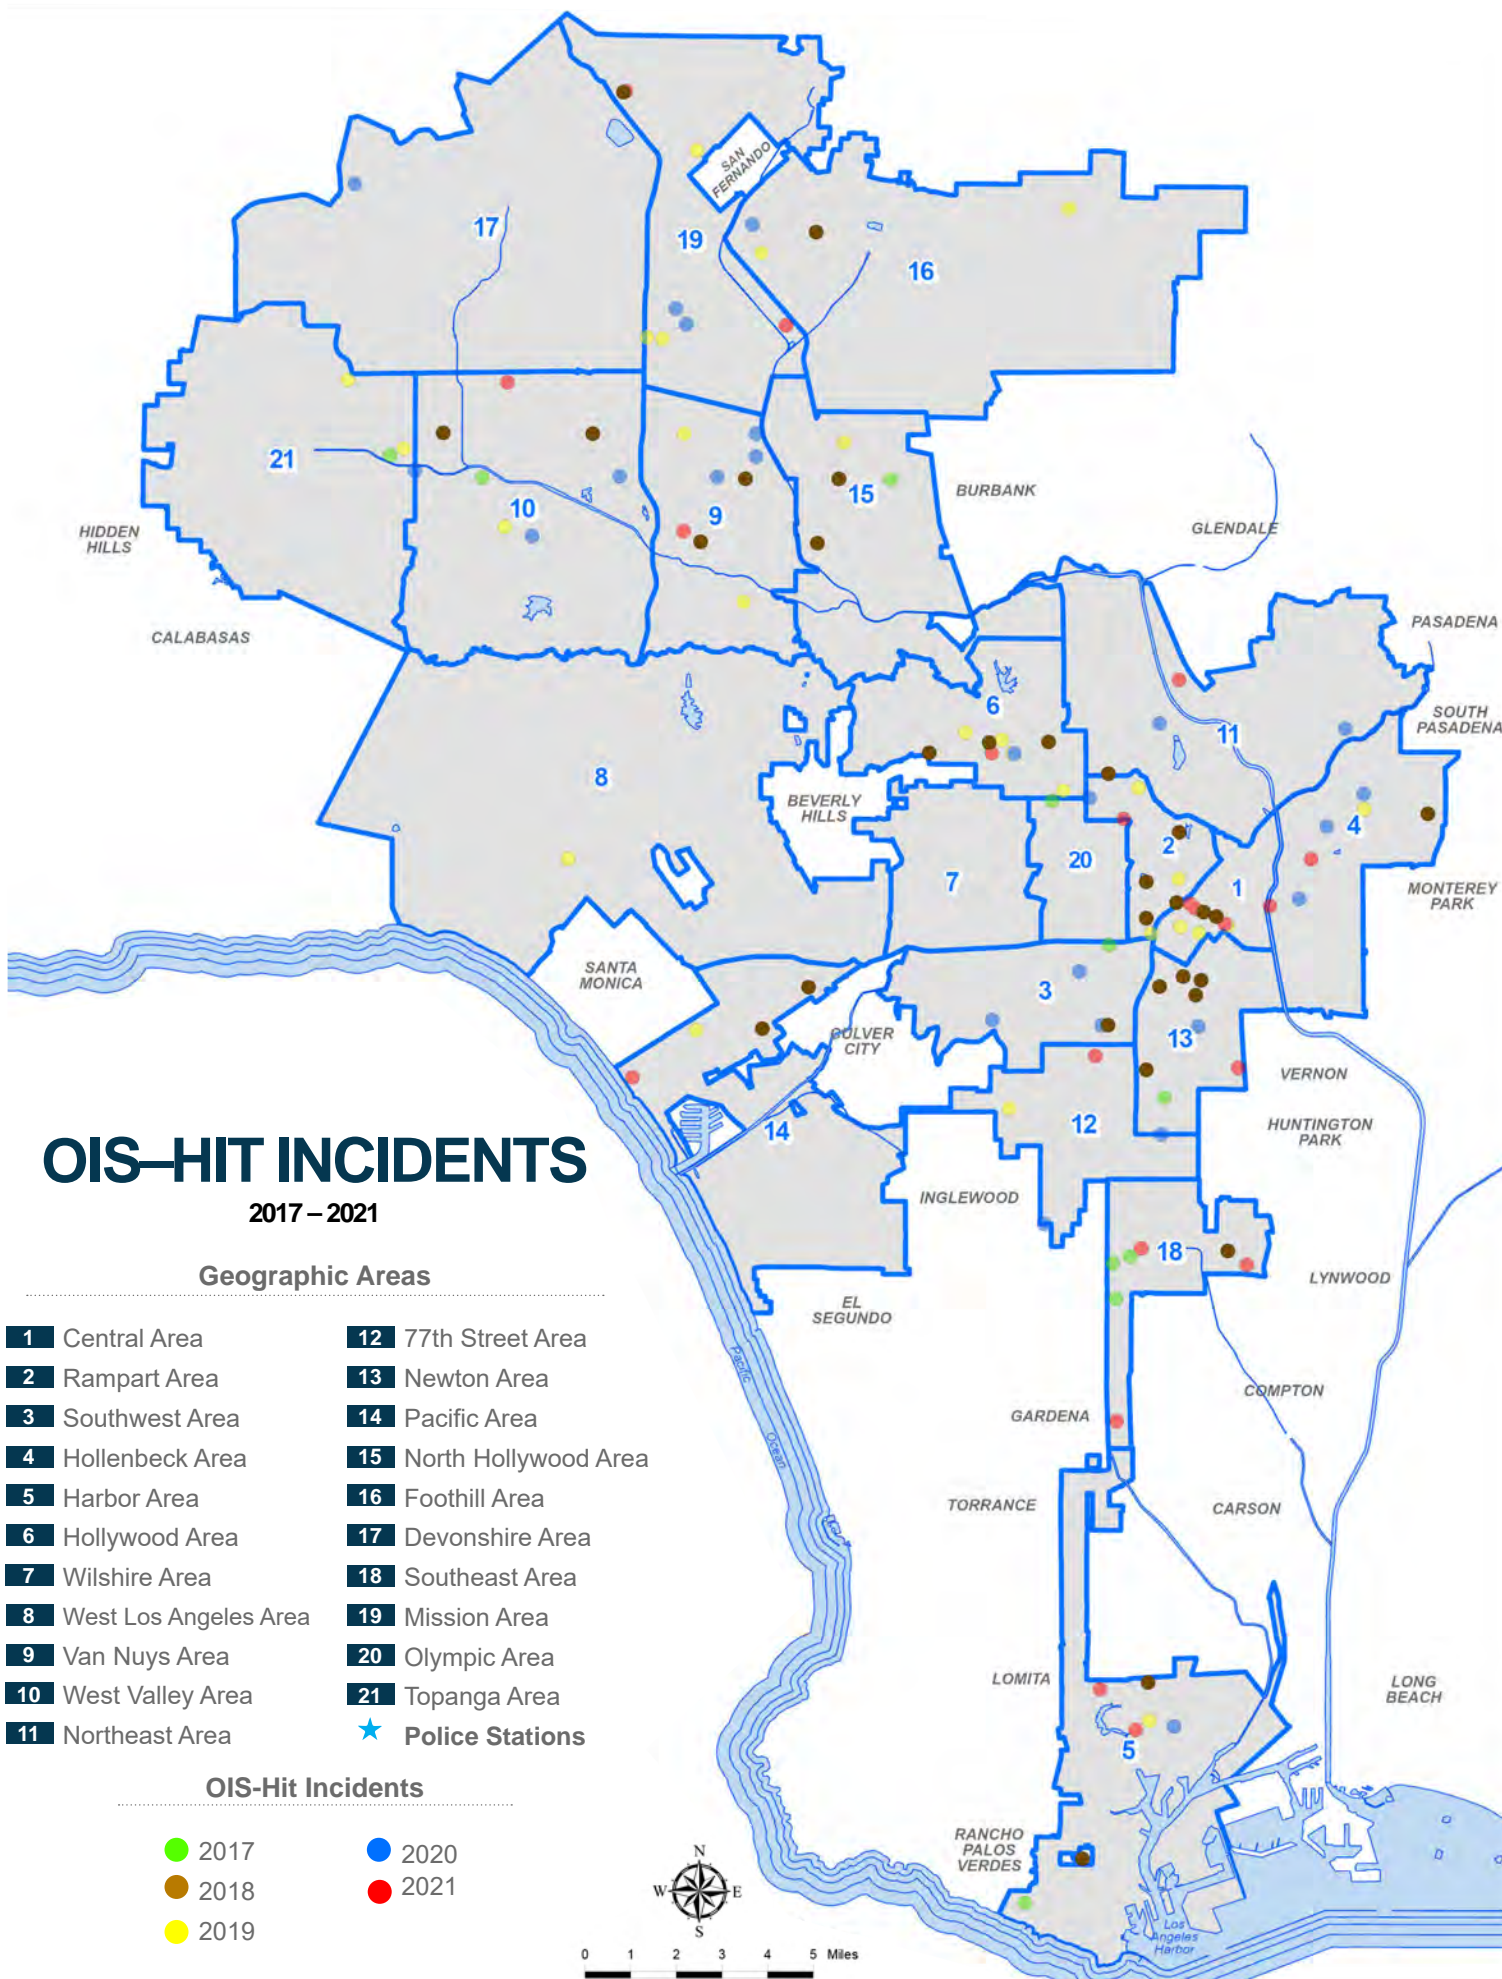 SAN
FERNANDO
17
19
16
21
10
9
15
BURBANK
GLENDALE
HIDDEN
HILLS
CALABASAS
PASADENA
SOUTH
PASADENA
6
11
8
BEVERLY
HILLS
4
2
20
7
1
MONTEREY
PARK
SANTA
MONICA
3
CULVER
CITY
13
VERNON
12
HUNTINGTON
PARK
14
INGLEWOOD
18
LYNWOOD
EL
SEGUNDO
Pacific
Ocean
COMPTON
GARDENA
TORRANCE
CARSON
LOMITA
LONG
BEACH
5
RANCHO
PALOS
VERDES
Los
Angeles
Harbor
OIS–HIT INCIDENTS
2017 – 2021
Geographic Areas
1 Central Area
2 Rampart Area
3 Southwest Area
4 Hollenbeck Area
5 Harbor Area
6 Hollywood Area
7 Wilshire Area
8 West Los Angeles Area
9 Van Nuys Area
10 West Valley Area
11 Northeast Area
12 77th Street Area
13 Newton Area
14 Pacific Area
15 North Hollywood Area
16 Foothill Area
17 Devonshire Area
18 Southeast Area
19 Mission Area
20 Olympic Area
21 Topanga Area
Police Stations
OIS-Hit Incidents
2017
2018
2019
2020
2021
N
W E
S
0 1 2 3 4 5 Miles